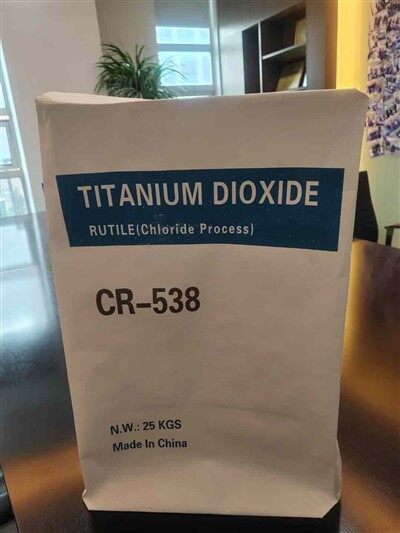 TITANIUM DIOXIDE
RUTILE(Chloride Process)
CR-538
N.W.: 25 KGS
Made In China